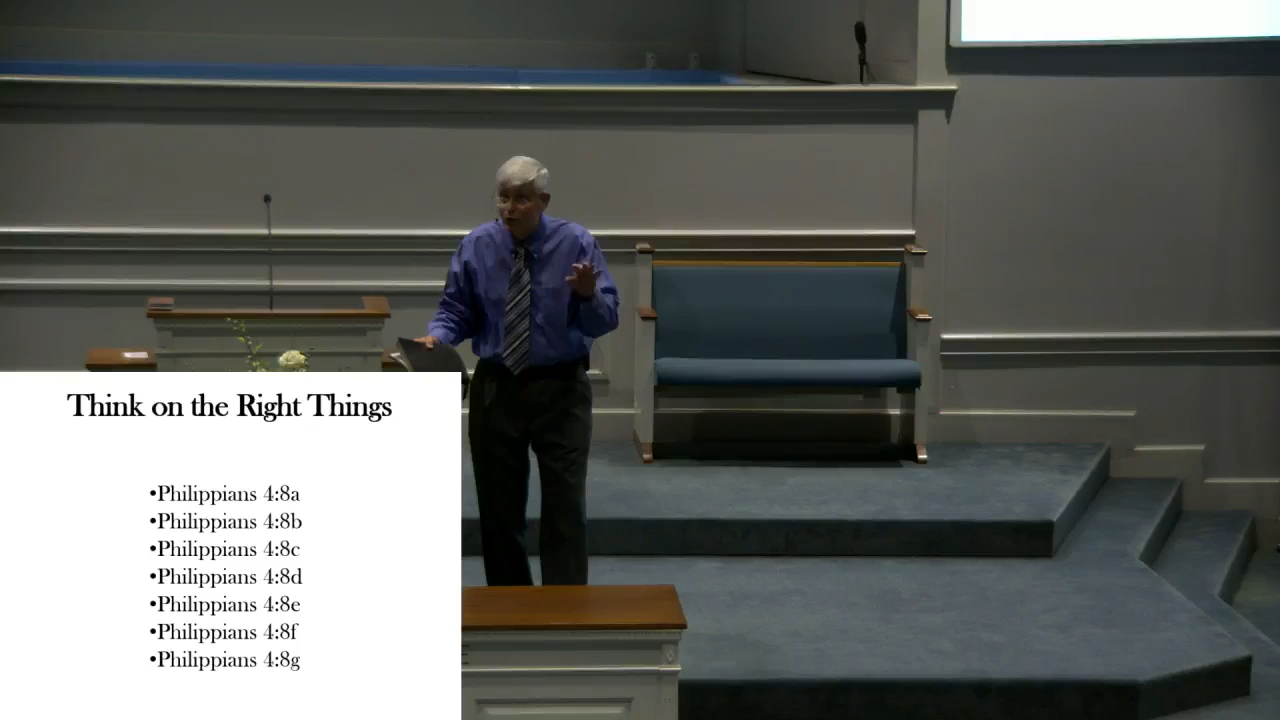 Think on the Right Things
•Philippians 4:8a
•Philippians 4:8b
•Philippians 4:8c
•Philippians 4:8d
•Philippians 4:8e
•Philippians 4:8f
•Philippians 4:8g